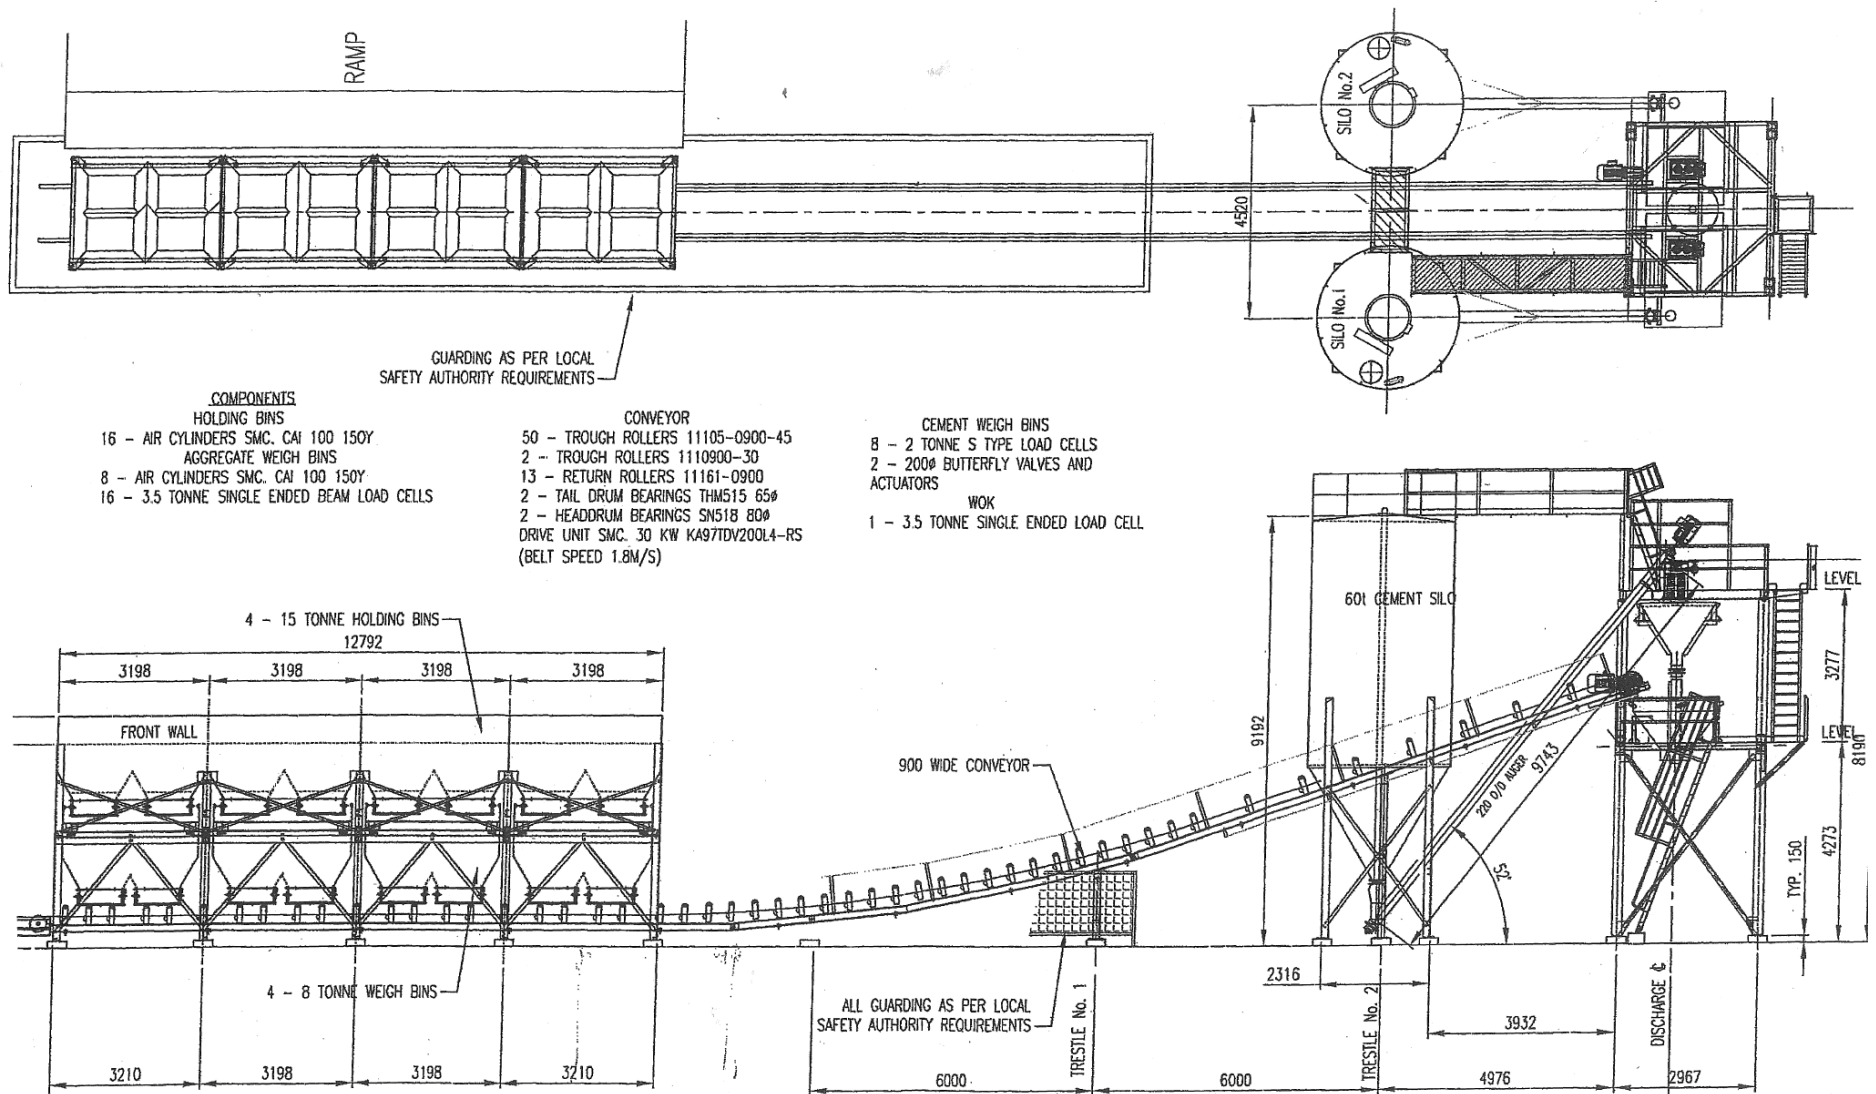 RAMP
SILO No.2
4520
SILO No.1
GUARDING AS PER LOCAL
SAFETY AUTHORITY REQUIREMENTS
COMPONENTS
HOLDING BINS
16 - AIR CYLINDERS SMC. CA1 100 150Y
AGGREGATE WEIGH BINS
8 - AIR CYLINDERS SMC. CA1 100 150Y
16 - 3.5 TONNE SINGLE ENDED BEAM LOAD CELLS
CONVEYOR
50 - TROUGH ROLLERS 11105-0900-45
2 - TROUGH ROLLERS 1110900-30
13 - RETURN ROLLERS 11161-0900
2 - TAIL DRUM BEARINGS THM515 65ø
2 - HEADDRUM BEARINGS SN518 80ø
DRIVE UNIT SMC. 30 KW KA97TDV200L4-RS
(BELT SPEED 1.8M/S)
CEMENT WEIGH BINS
8 - 2 TONNE S TYPE LOAD CELLS
2 - 200ø BUTTERFLY VALVES AND
ACTUATORS
WOK
1 - 3.5 TONNE SINGLE ENDED LOAD CELL
4 - 15 TONNE HOLDING BINS
12792
3198
3198
3198
3198
FRONT WALL
900 WIDE CONVEYOR
9192
60t CEMENT SILO
220 O/D AUGER
9743
LEVEL
3277
LEVEL
8190
4273
TYP. 150
4 - 8 TONNE WEIGH BINS
ALL GUARDING AS PER LOCAL
SAFETY AUTHORITY REQUIREMENTS
TRESTLE No. 1
2316
TRESTLE No. 2
3932
DISCHARGE ℄
3210
3198
3198
3210
6000
6000
4976
2967